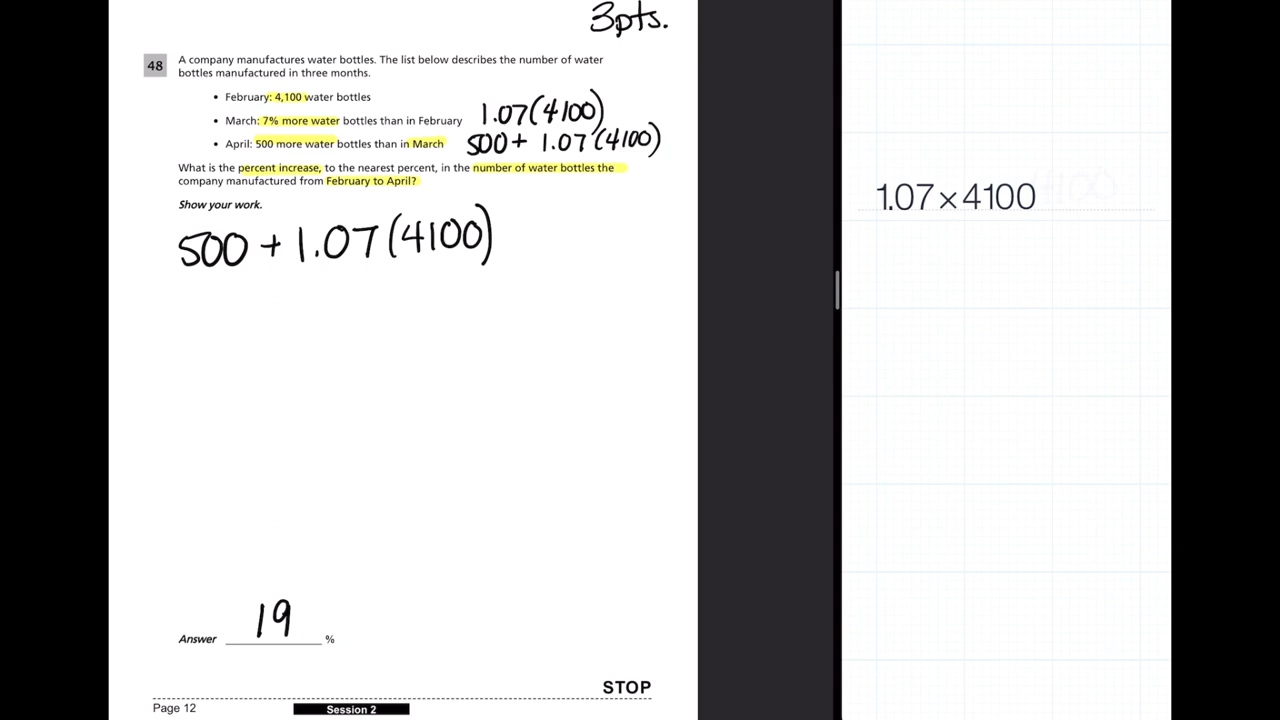 3pts.
48 A company manufactures water bottles. The list below describes the number of water
bottles manufactured in three months.
• February: 4,100 water bottles
• March: 7% more water bottles than in February 1.07(4100)
• April: 500 more water bottles than in March 500 + 1.07(4100)
What is the percent increase, to the nearest percent, in the number of water bottles the
company manufactured from February to April?
Show your work.
500 + 1.07(4100)
Answer 19 %
STOP
Page 12 Session 2
1.07×4100
4100